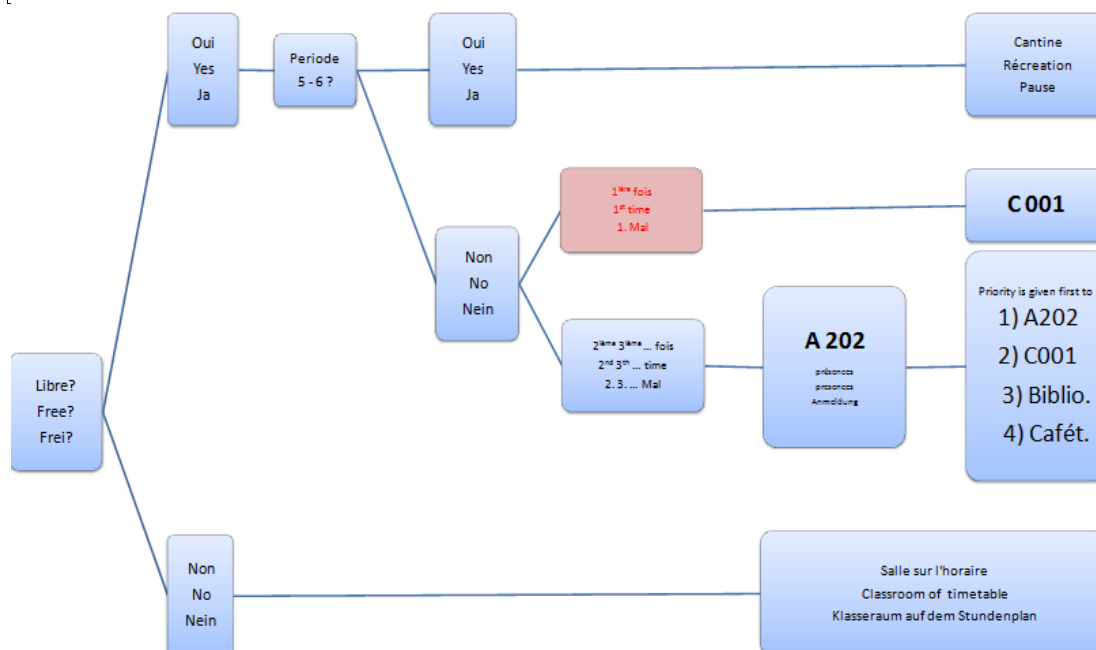 Oui
Yes
Ja
Periode
5 - 6 ?
Oui
Yes
Ja
Cantine
Récreation
Pause
1ière fois
1st time
1. Mal
C 001
Non
No
Nein
2ième 3ième ... fois
2nd 3th ... time
2. 3. ... Mal
A 202
présences
presences
Anmeldung
Priority is given first to
1) A202
2) C001
3) Biblio.
4) Cafét.
Libre?
Free?
Frei?
Non
No
Nein
Salle sur l'horaire
Classroom of timetable
Klasseraum auf dem Stundenplan